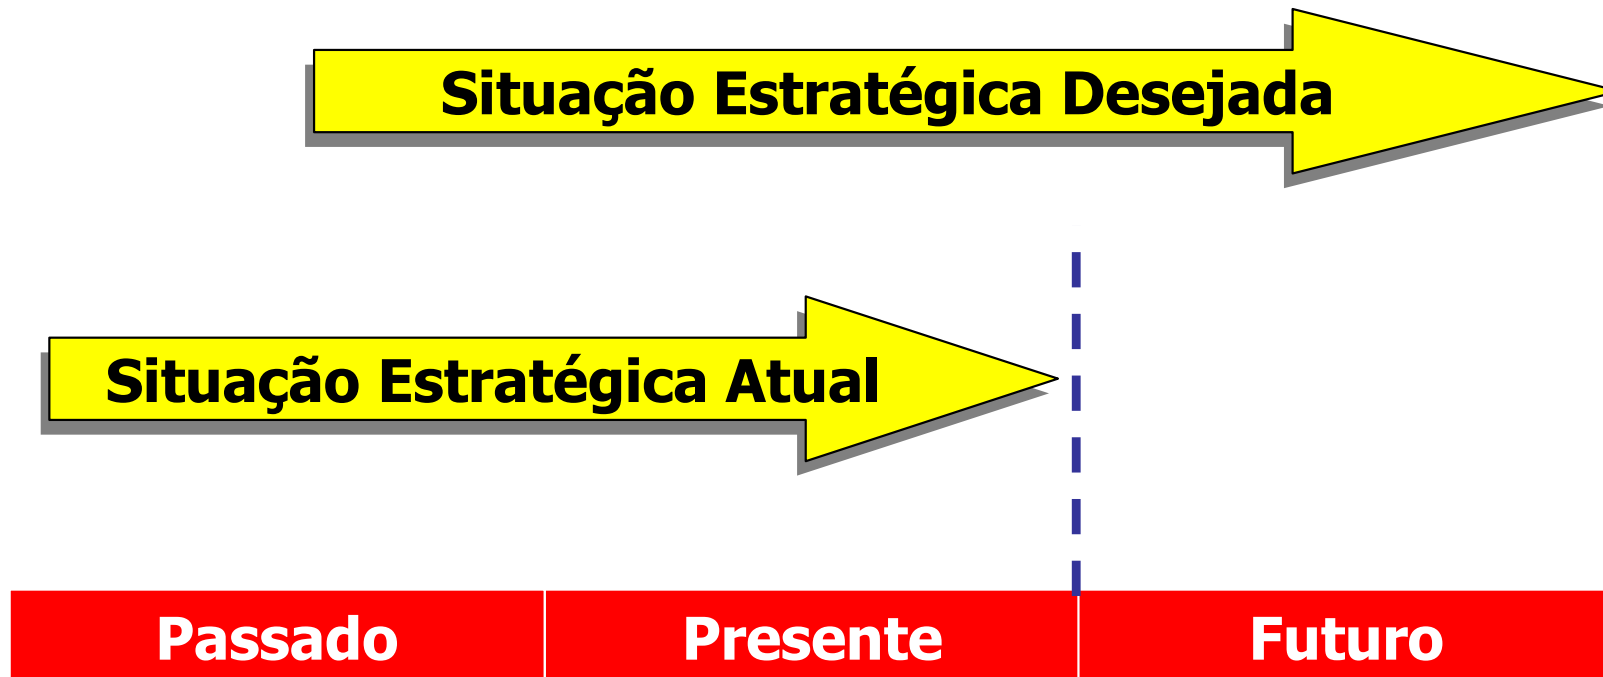 Situação Estratégica Desejada
Situação Estratégica Atual
Passado Presente Futuro